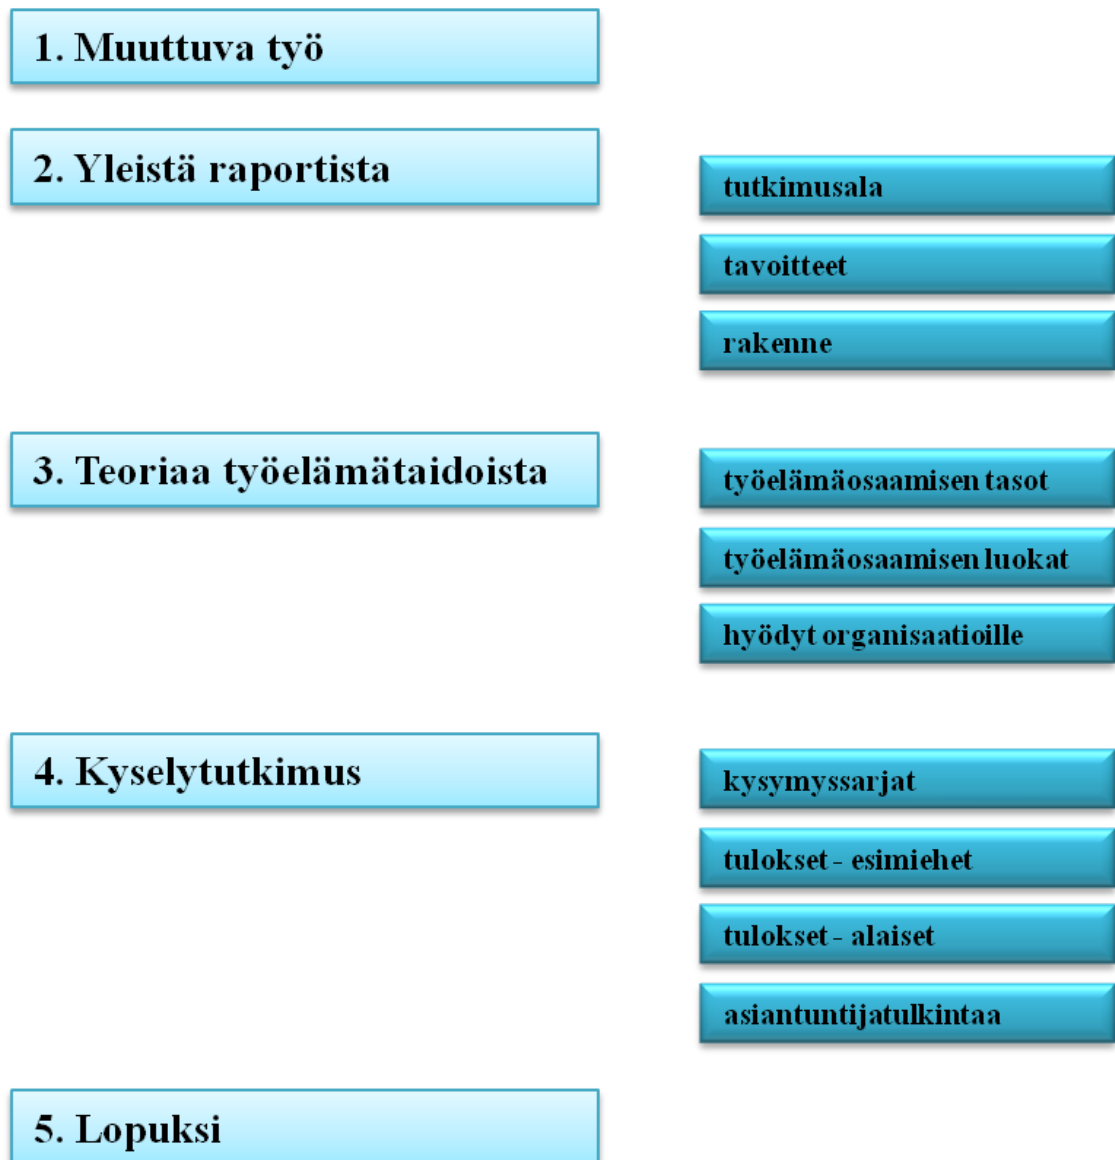 1. Muuttuva työ
2. Yleistä raportista
tutkimusala
tavoitteet
rakenne
3. Teoriaa työelämätaidoista
työelämäosaamisen tasot
työelämäosaamisen luokat
hyödyt organisaatioille
4. Kyselytutkimus
kysymyssarjat
tulokset - esimiehet
tulokset - alaiset
asiantuntijatulkintaa
5. Lopuksi